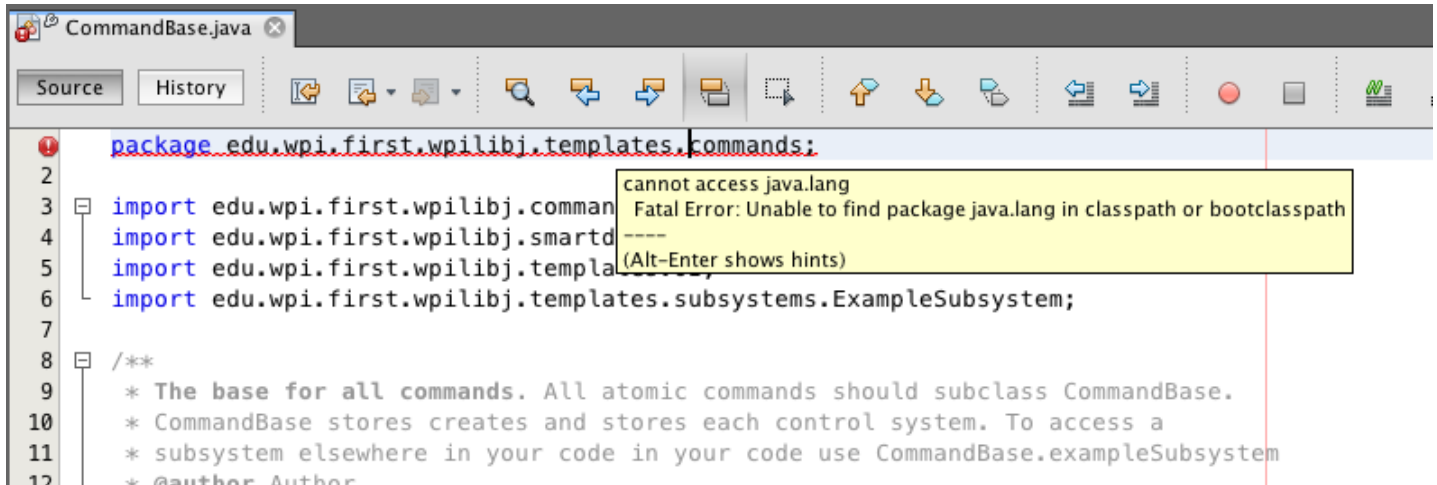 CommandBase.java
Source History
package edu.wpi.first.wpilibj.templates.commands;
2
cannot access java.lang
3 import edu.wpi.first.wpilibj.comman
Fatal Error: Unable to find package java.lang in classpath or bootclasspath
4 import edu.wpi.first.wpilibj.smartd
----
5 import edu.wpi.first.wpilibj.templa
(Alt-Enter shows hints)
6 import edu.wpi.first.wpilibj.templates.subsystems.ExampleSubsystem;
7
8 /**
9 * The base for all commands. All atomic commands should subclass CommandBase.
10 * CommandBase stores creates and stores each control system. To access a
11 * subsystem elsewhere in your code in your code use CommandBase.exampleSubsystem
12 * @author Author